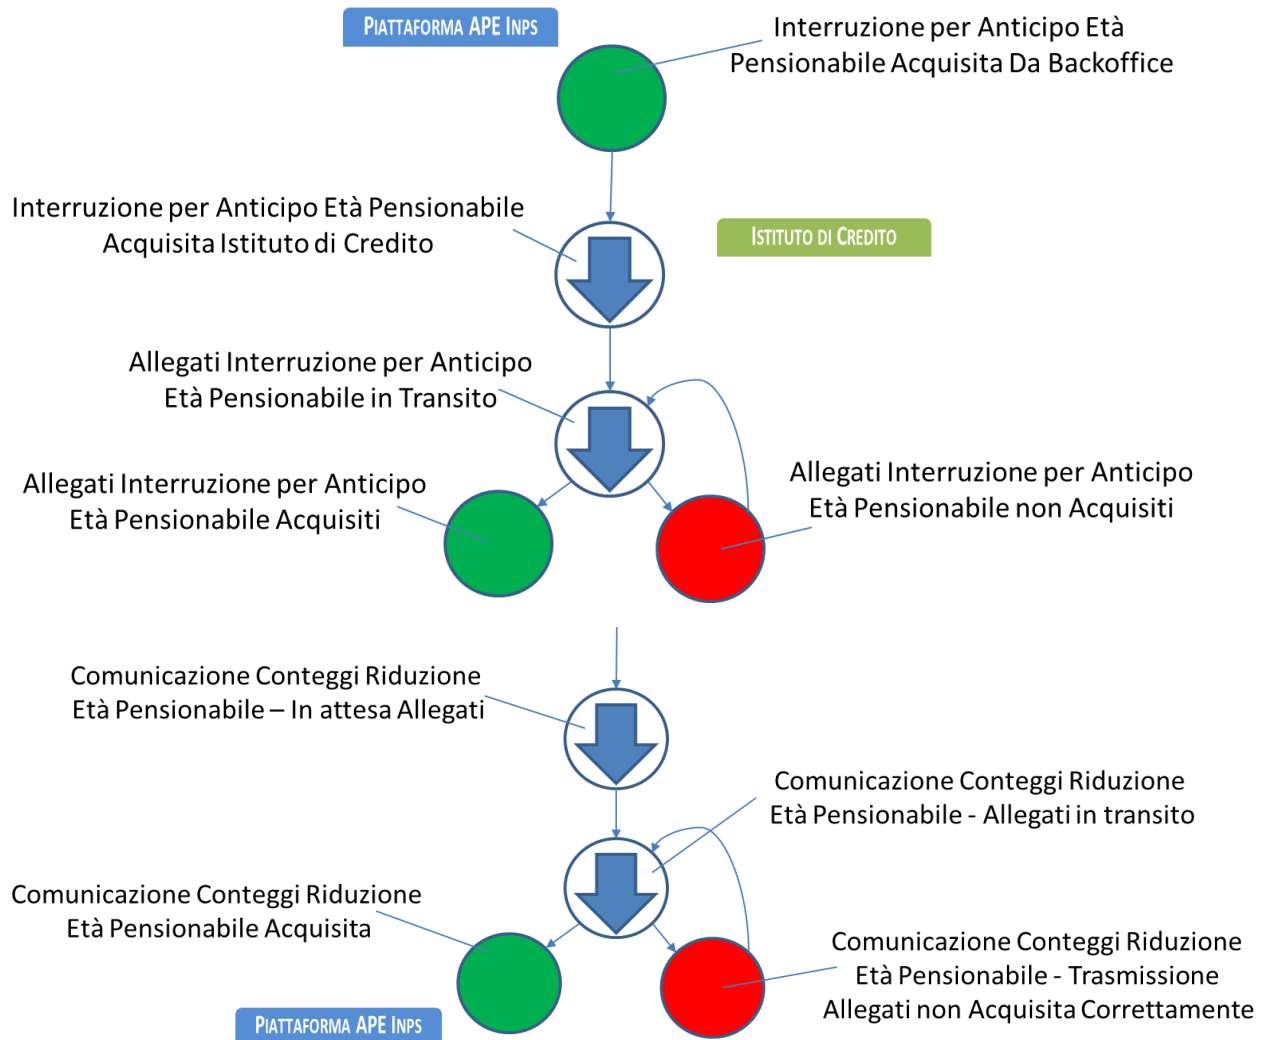 PIATTAFORMA APE INPS
Interruzione per Anticipo Età
Pensionabile Acquisita Da Backoffice
Interruzione per Anticipo Età Pensionabile
Acquisita Istituto di Credito
ISTITUTO DI CREDITO
Allegati Interruzione per Anticipo
Età Pensionabile in Transito
Allegati Interruzione per Anticipo
Età Pensionabile Acquisiti
Allegati Interruzione per Anticipo
Età Pensionabile non Acquisiti
Comunicazione Conteggi Riduzione
Età Pensionabile – In attesa Allegati
Comunicazione Conteggi Riduzione
Età Pensionabile - Allegati in transito
Comunicazione Conteggi Riduzione
Età Pensionabile Acquisita
Comunicazione Conteggi Riduzione
Età Pensionabile - Trasmissione
Allegati non Acquisita Correttamente
PIATTAFORMA APE INPS